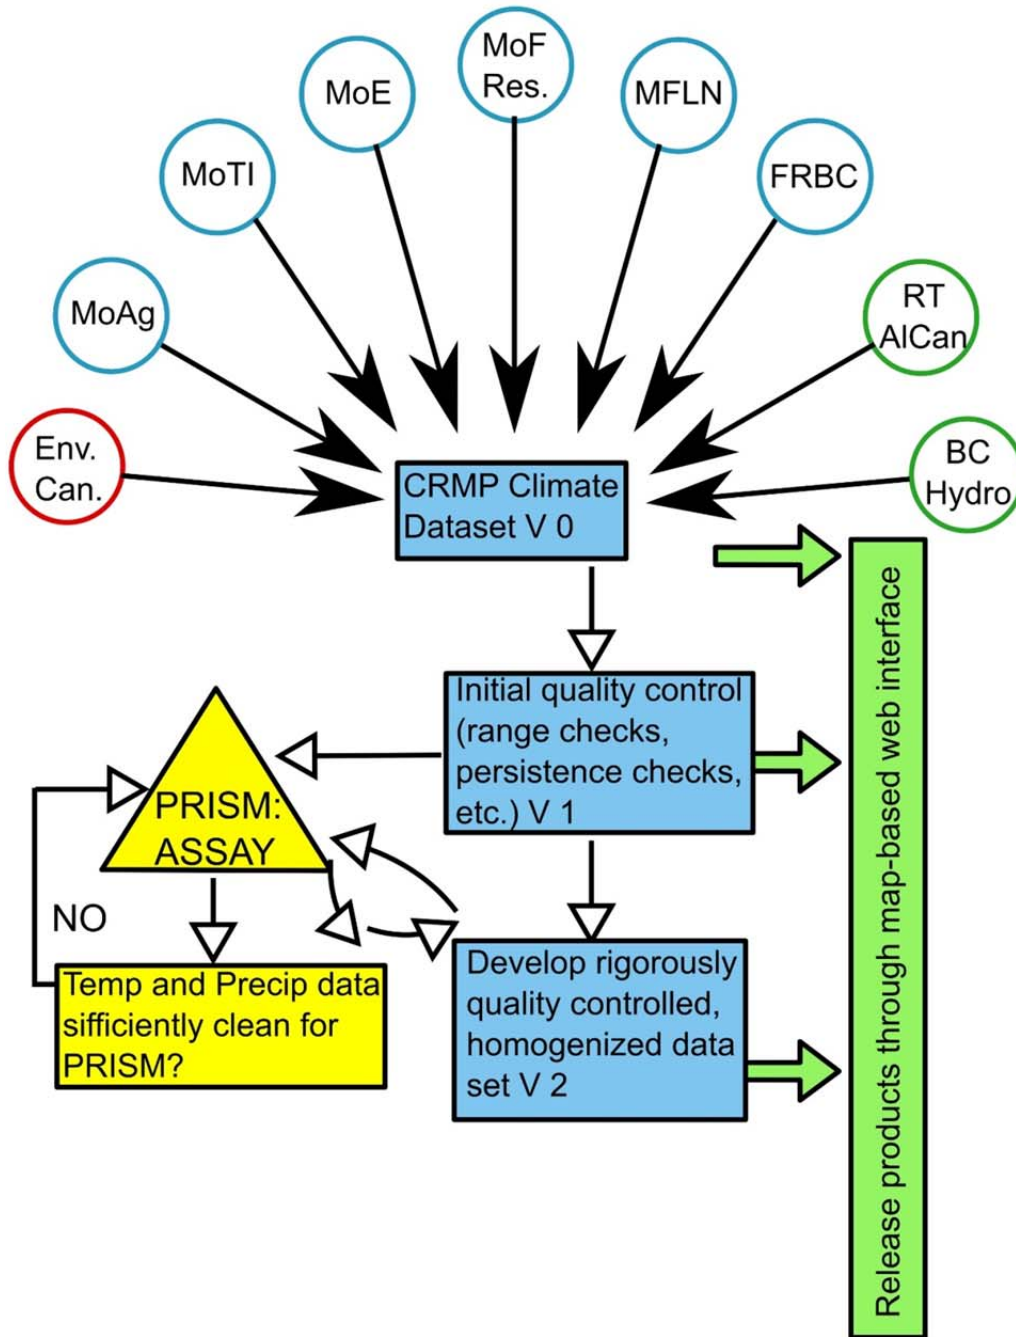 MoF
Res.
MoE
MFLN
MoTI
FRBC
MoAg
RT
AlCan
Env.
Can.
BC
Hydro
CRMP Climate
Dataset V 0
Initial quality control
(range checks,
persistence checks,
etc.) V 1
PRISM:
ASSAY
NO
Temp and Precip data
sifficiently clean for
PRISM?
Develop rigorously
quality controlled,
homogenized data
set V 2
Release products through map-based web interface